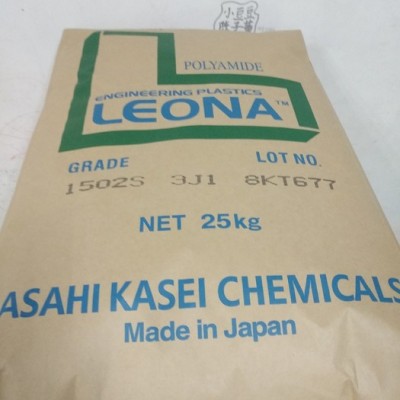 POLYAMIDE
ENGINEERING PLASTICS
LEONA™
GRADE LOT NO.
1502S 3J1 8KT677
NET 25kg
ASAHI KASEI CHEMICALS
Made in Japan